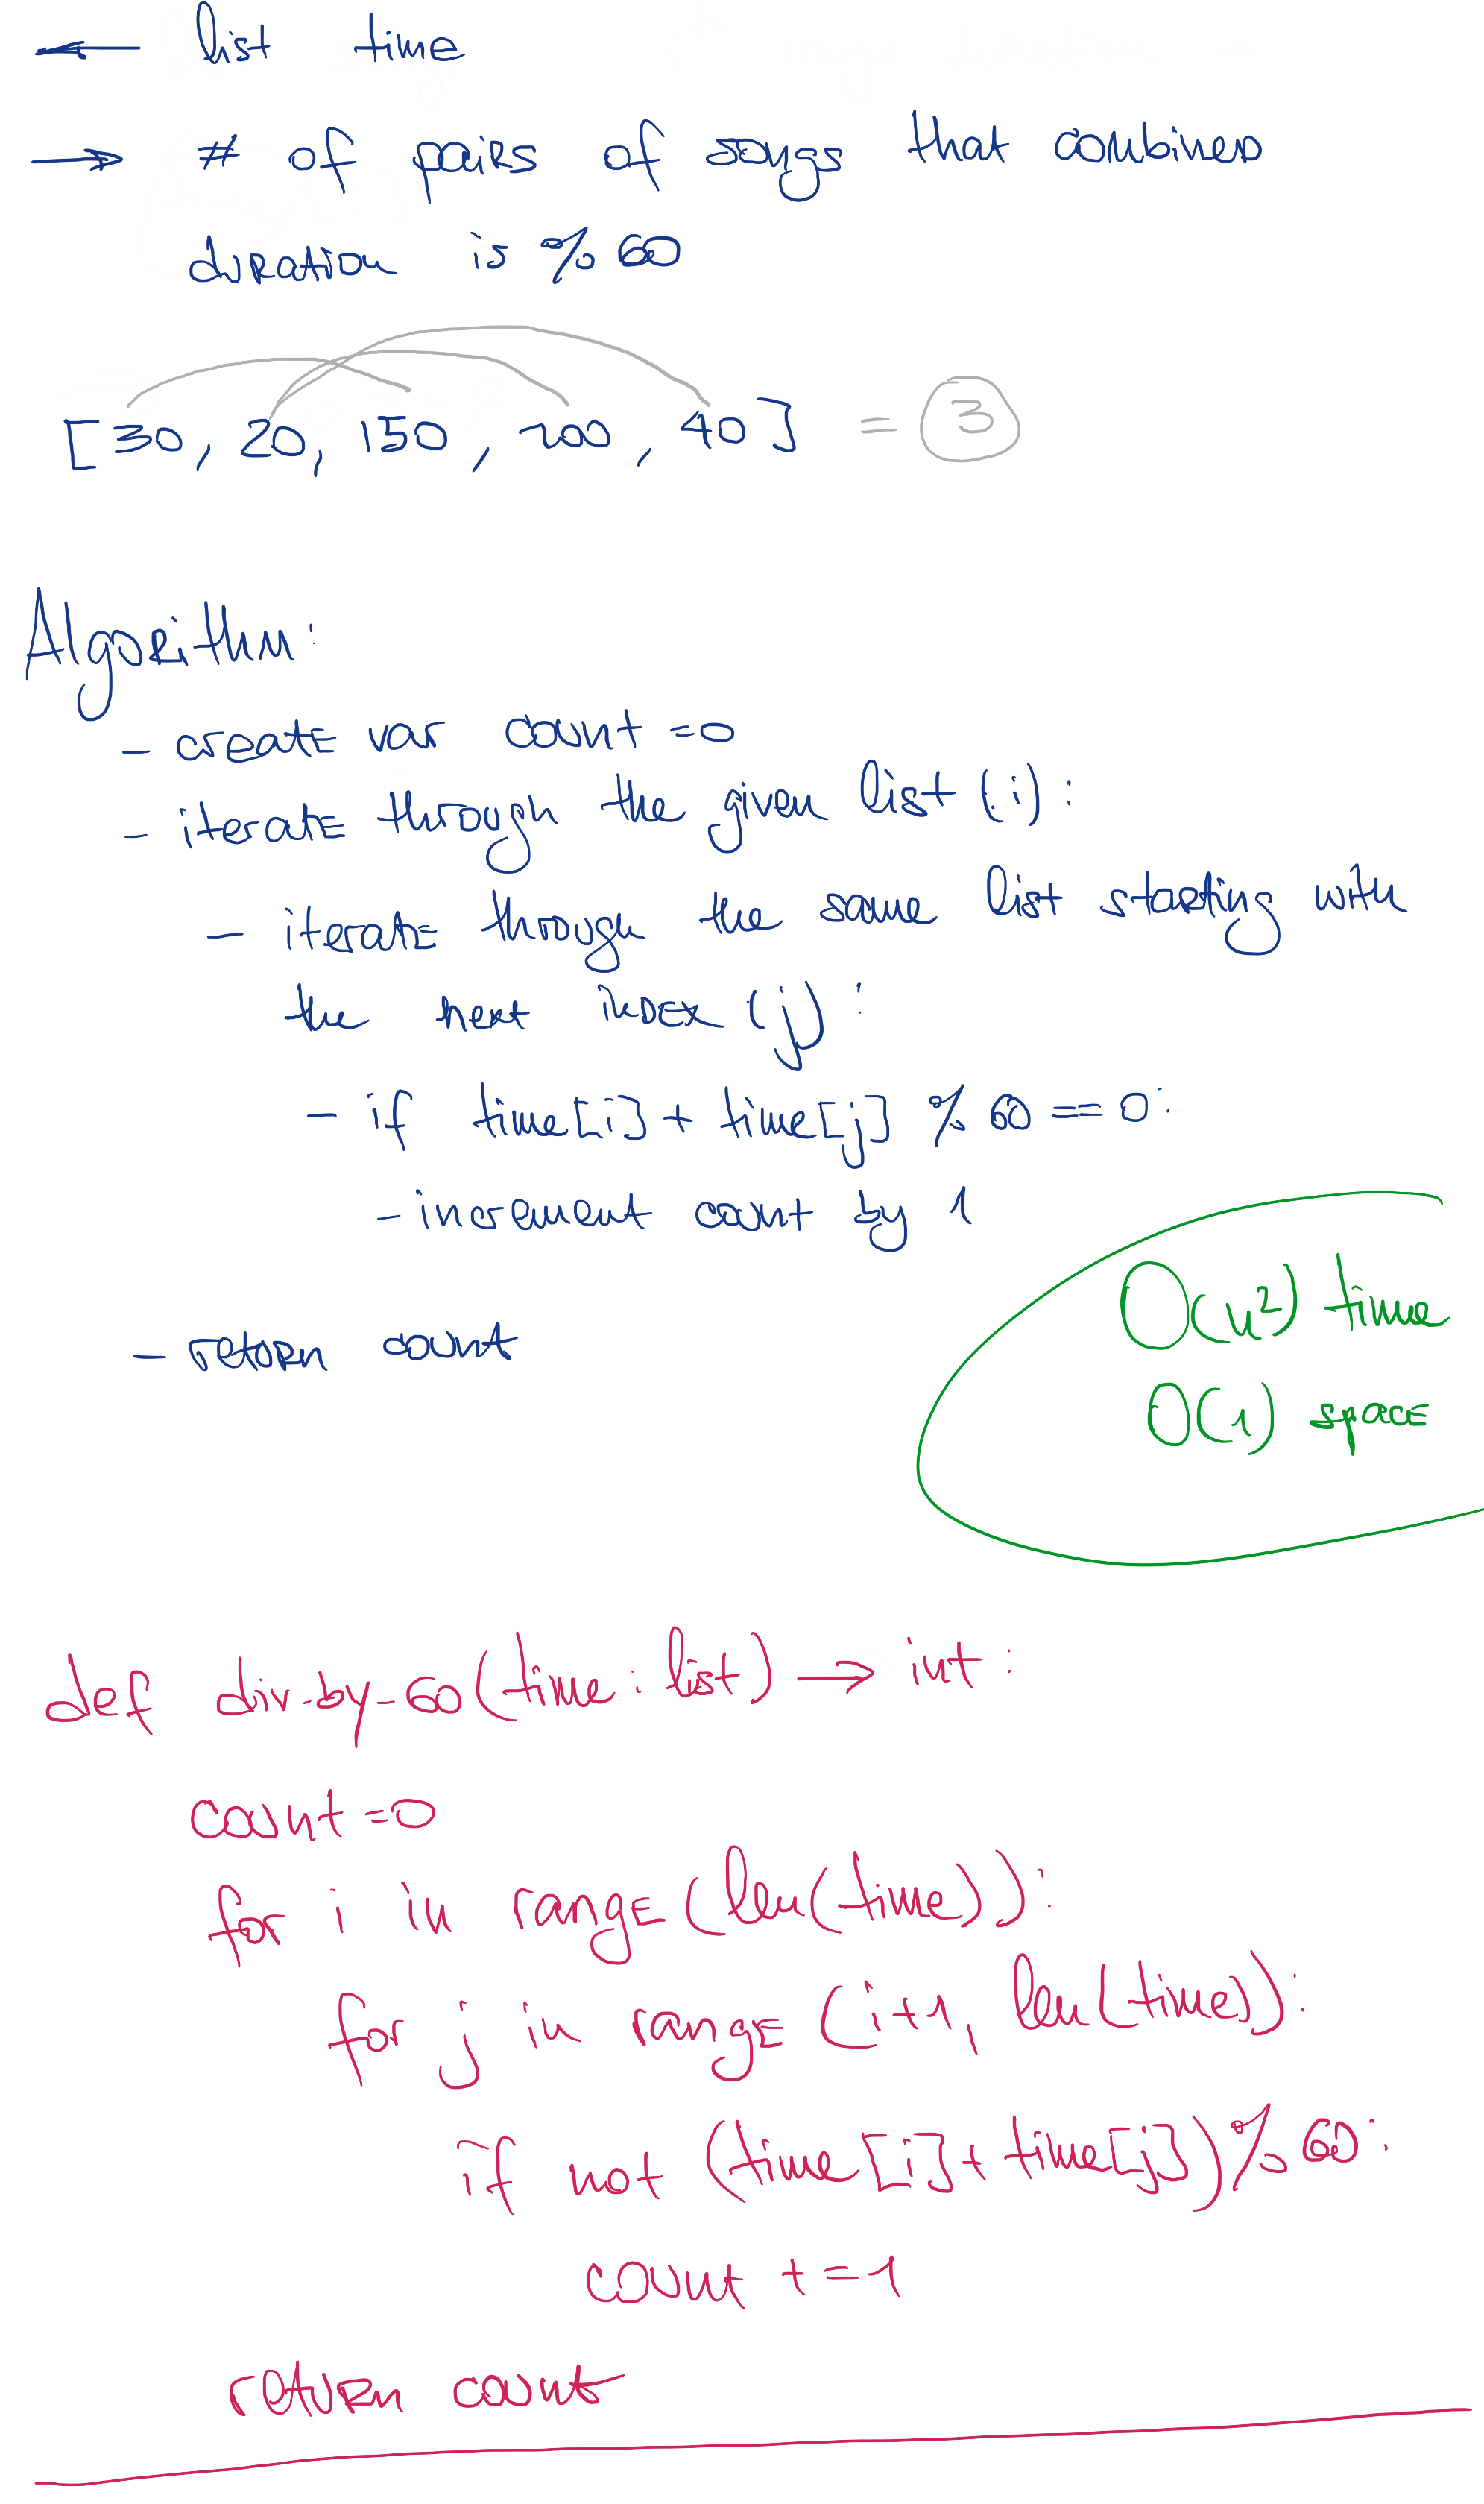 ← list time
→ # of pairs of songs that combined
duration is % 60
[30, 20, 150, 100, 40] = 3
Algorithm:
- create var count = 0
- iterate through the given list (i):
- iterate through the same list starting with
the next index (j):
- if time[i] + time[j] % 60 == 0:
- increment count by 1
- return count
O(n²) time
O(1) space
def div_by_60(time: list) → int:
count = 0
for i in range(len(time)):
for j in range(i+1, len(time)):
if not (time[i] + time[j]) % 60:
count += 1
return count